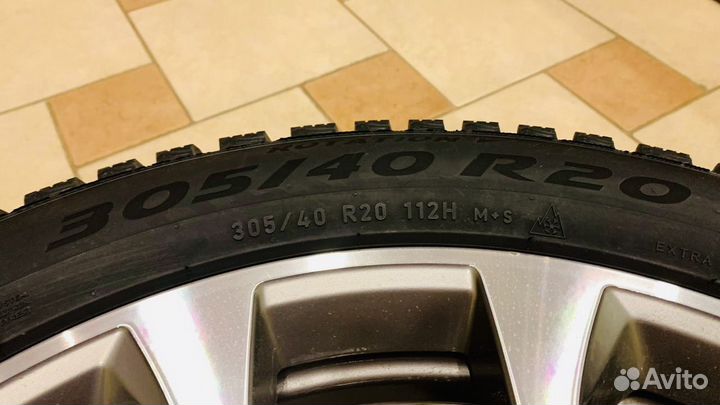 ROTATION
305/40 R20
305/40 R20 112H M+S
EXTRA
Avito